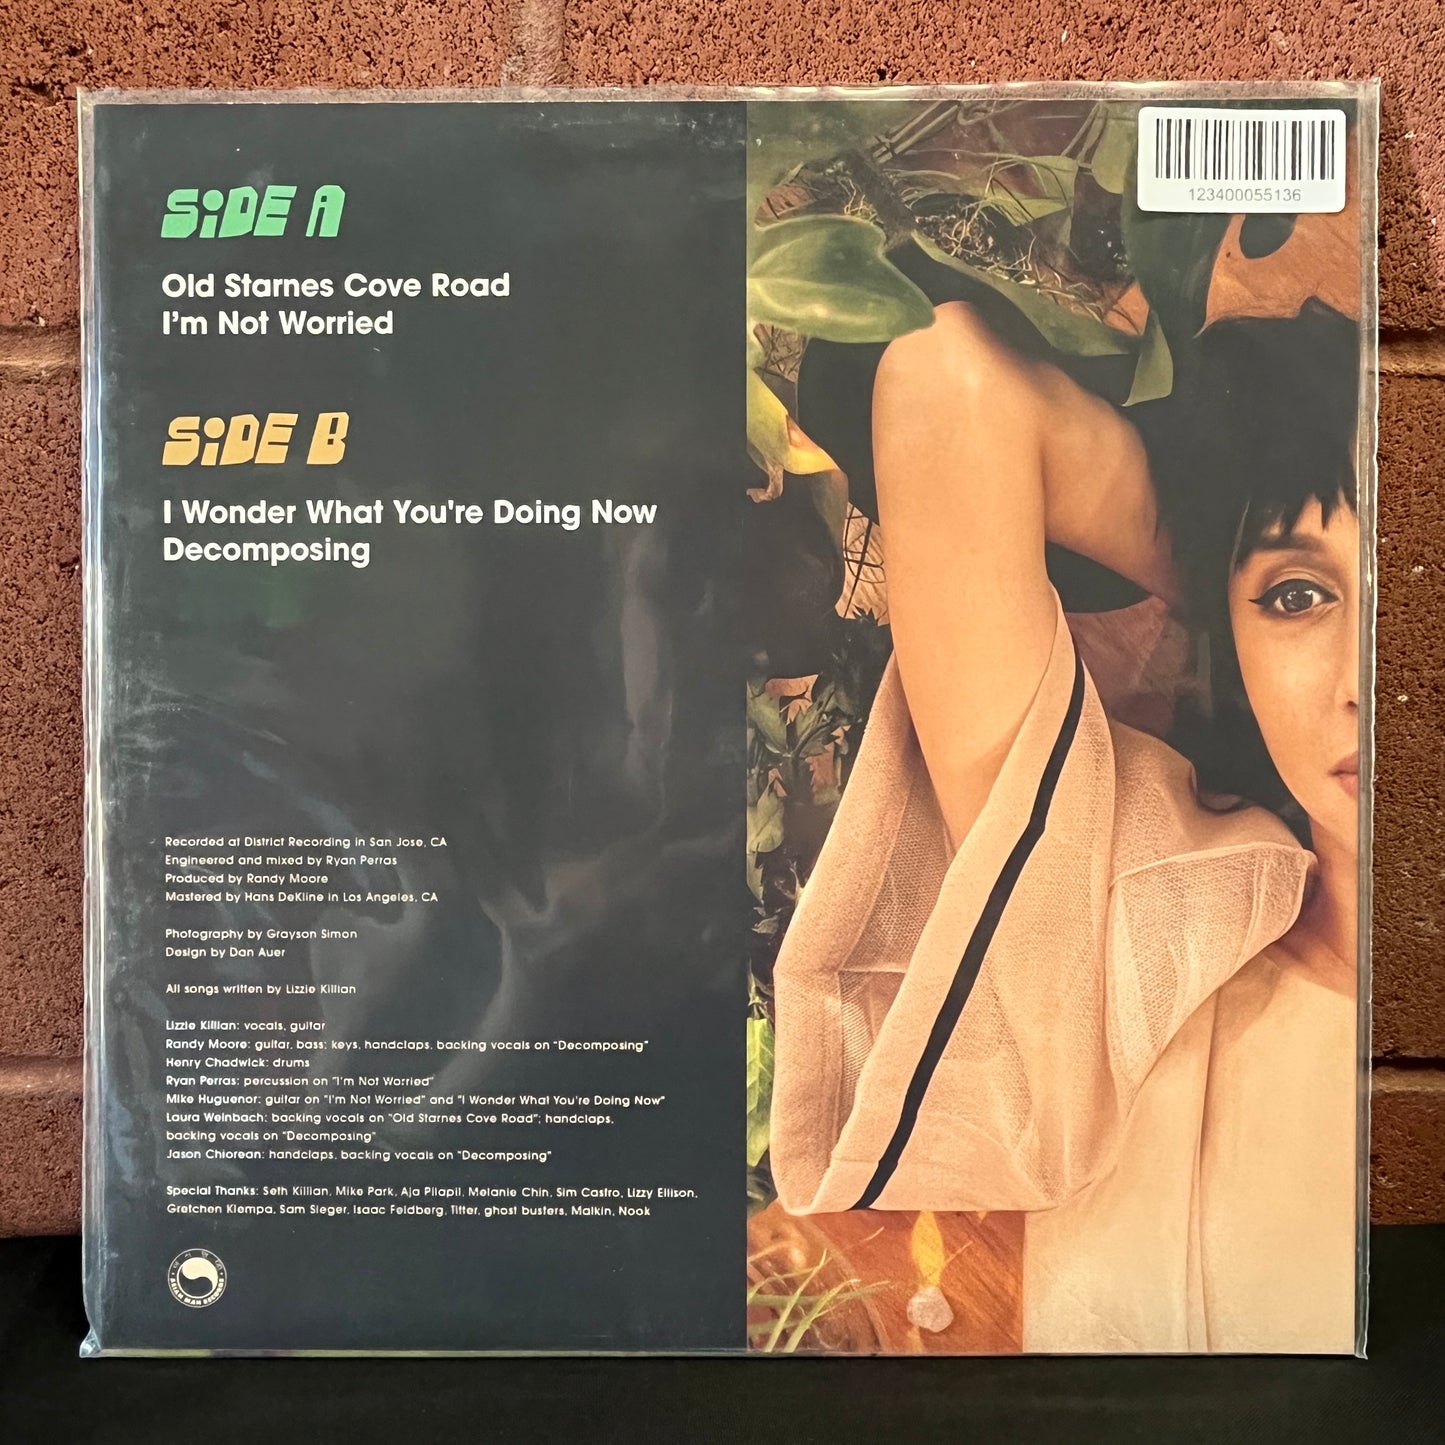 123400055136
SiDE A
Old Starnes Cove Road
I'm Not Worried
SiDE B
I Wonder What You're Doing Now
Decomposing
Recorded at District Recording in San Jose, CA
Engineered and mixed by Ryan Perras
Produced by Randy Moore
Mastered by Hans DeKline in Los Angeles, CA
Photography by Grayson Simon
Design by Dan Auer
All songs written by Lizzie Killian
Lizzie Killian: vocals, guitar
Randy Moore: guitar, bass; keys, handclaps, backing vocals on "Decomposing"
Henry Chadwick: drums
Ryan Perras: percussion on "I'm Not Worried"
Mike Huguenor: guitar on "I'm Not Worried" and "I Wonder What You're Doing Now"
Laura Weinbach: backing vocals on "Old Starnes Cove Road"; handclaps,
backing vocals on "Decomposing"
Jason Chiorean: handclaps, backing vocals on "Decomposing"
Special Thanks: Seth Killian, Mike Park, Aja Pilapil, Melanie Chin, Sim Castro, Lizzy Ellison,
Gretchen Klempa, Sam Sieger, Isaac Feldberg, Titter, ghost busters, Malkin, Nook
ASIAN MAN RECORDS